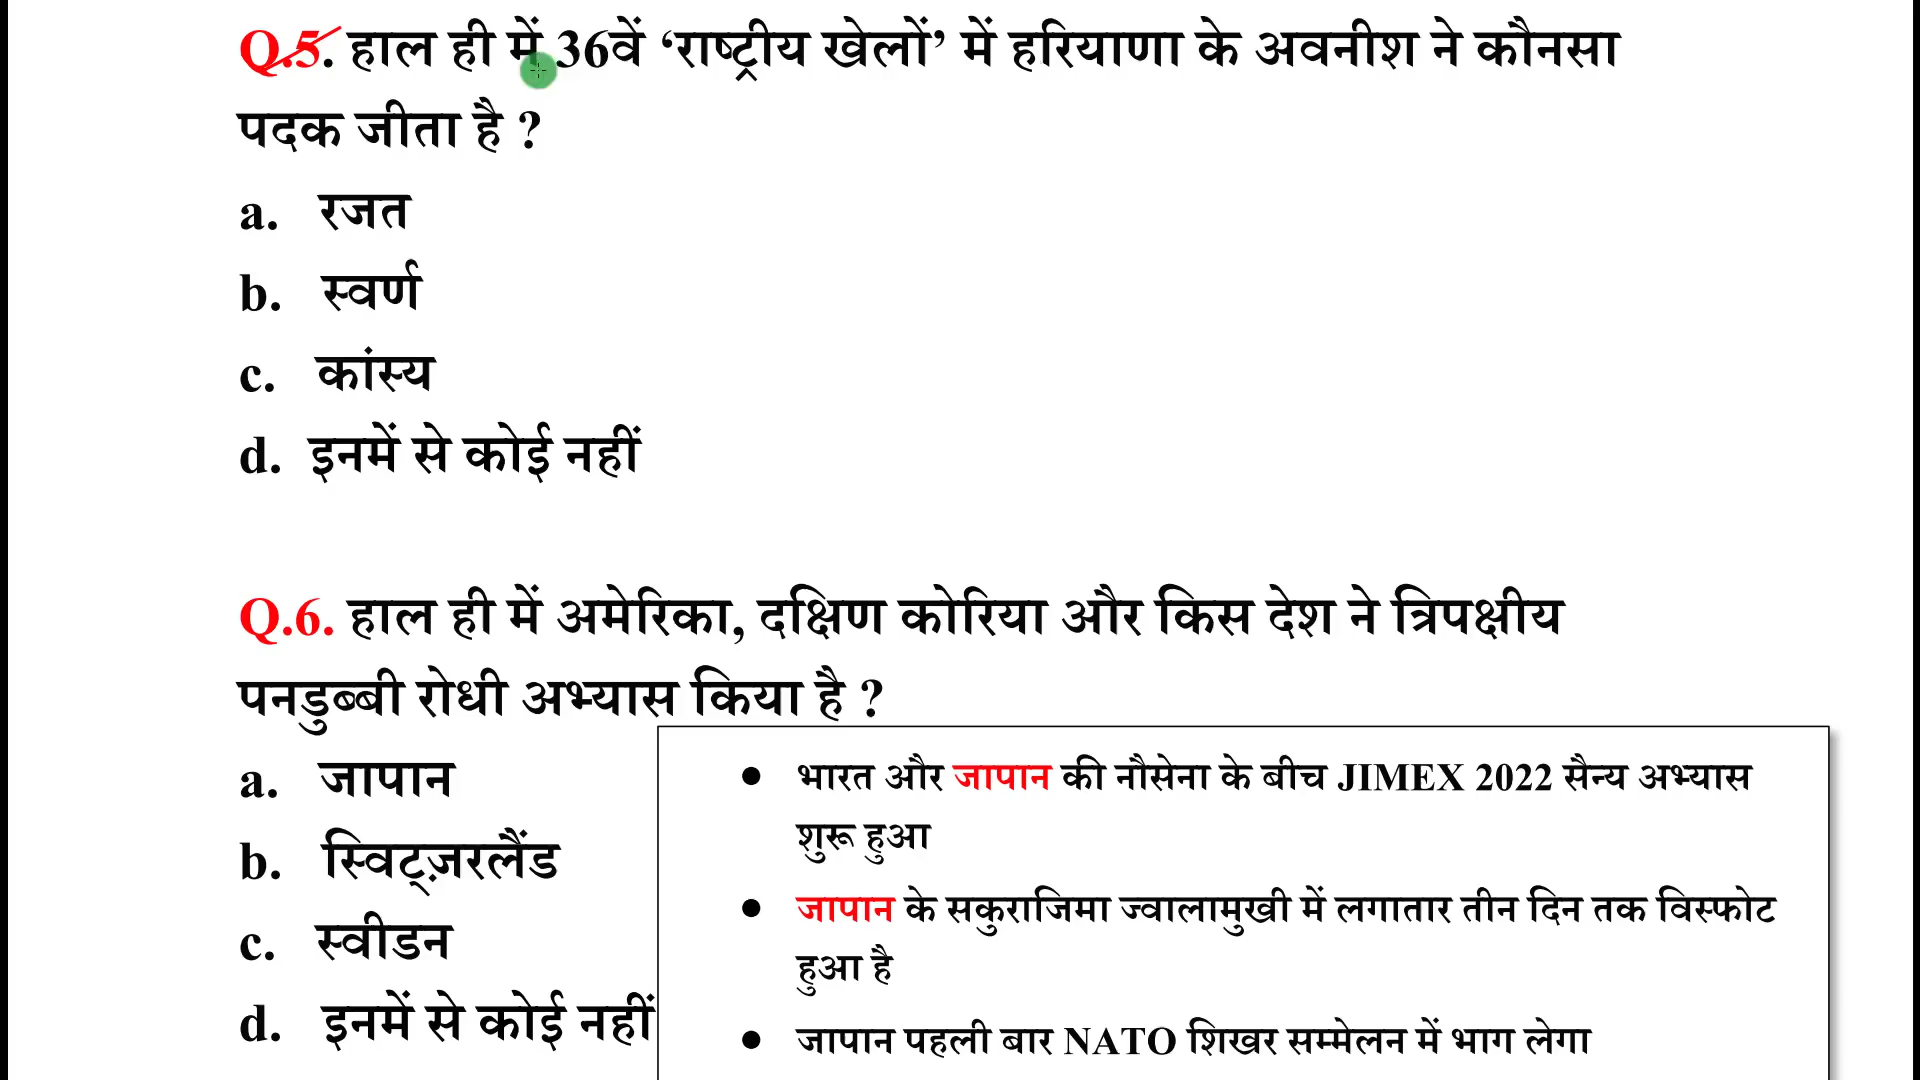 Q.5. हाल ही में 36वें ‘राष्ट्रीय खेलों’ में हरियाणा के अवनीश ने कौनसा
पदक जीता है ?
a. रजत
b. स्वर्ण
c. कांस्य
d. इनमें से कोई नहीं
Q.6. हाल ही में अमेरिका, दक्षिण कोरिया और किस देश ने त्रिपक्षीय
पनडुब्बी रोधी अभ्यास किया है ?
a. जापान
b. स्विट्ज़रलैंड
c. स्वीडन
d. इनमें से कोई नहीं
• भारत और जापान की नौसेना के बीच JIMEX 2022 सैन्य अभ्यास
शुरू हुआ
• जापान के सकुराजिमा ज्वालामुखी में लगातार तीन दिन तक विस्फोट
हुआ है
• जापान पहली बार NATO शिखर सम्मेलन में भाग लेगा